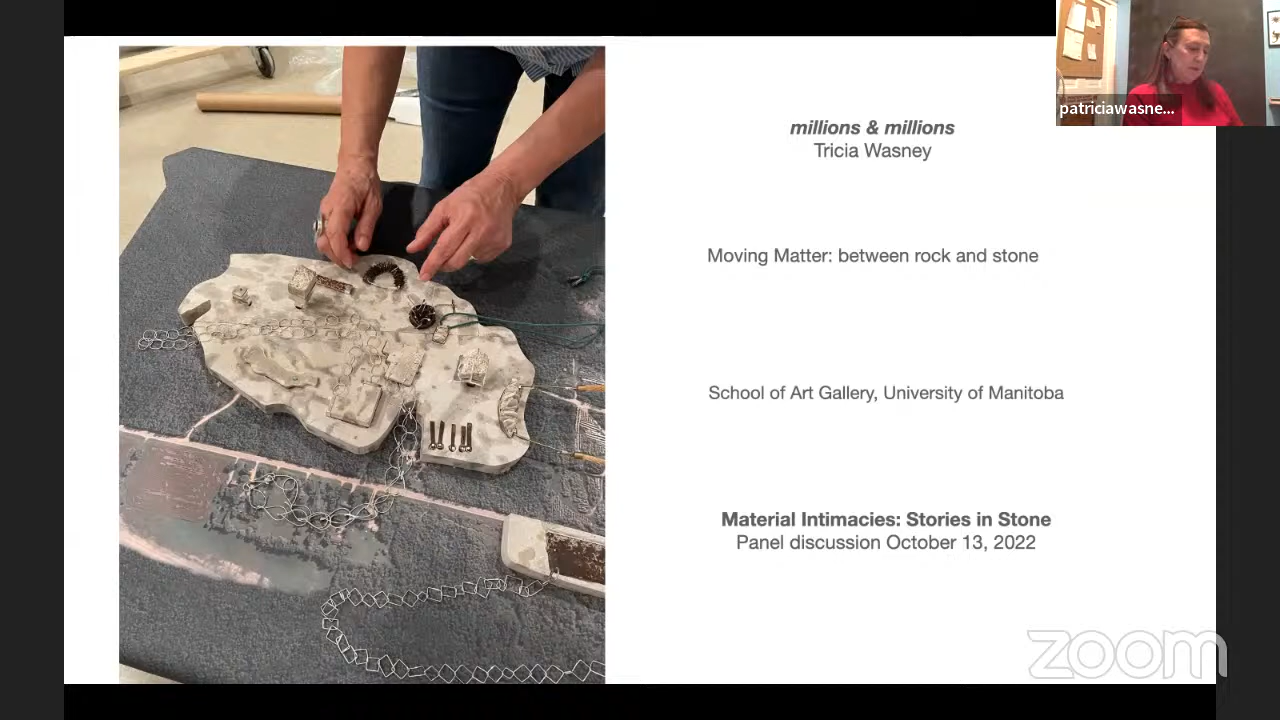 patriciawasne...
millions & millions
Tricia Wasney
Moving Matter: between rock and stone
School of Art Gallery, University of Manitoba
Material Intimacies: Stories in Stone
Panel discussion October 13, 2022
zoom